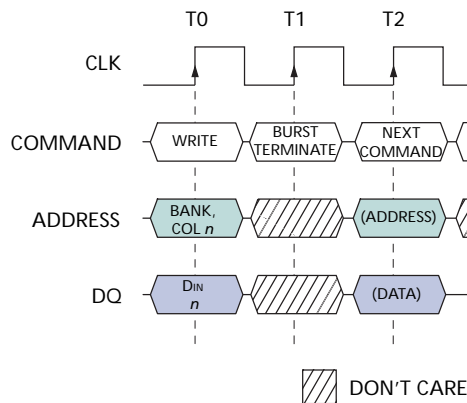 T0 T1 T2
CLK
COMMAND WRITE BURST TERMINATE NEXT COMMAND
ADDRESS BANK, COL n (ADDRESS)
DQ DIN n (DATA)
DON'T CARE